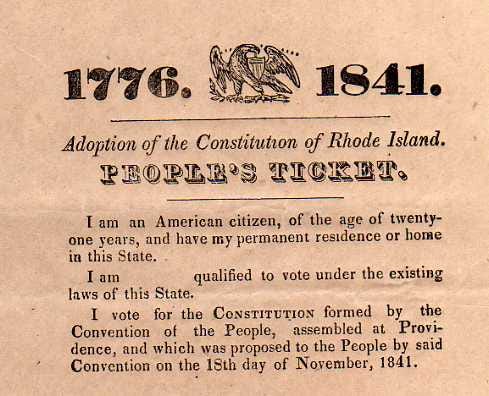 1776. 1841.
Adoption of the Constitution of Rhode Island.
PEOPLE'S TICKET.
I am an American citizen, of the age of twenty-
one years, and have my permanent residence or home
in this State.
I am qualified to vote under the existing
laws of this State.
I vote for the CONSTITUTION formed by the
Convention of the People, assembled at Provi-
dence, and which was proposed to the People by said
Convention on the 18th day of November, 1841.